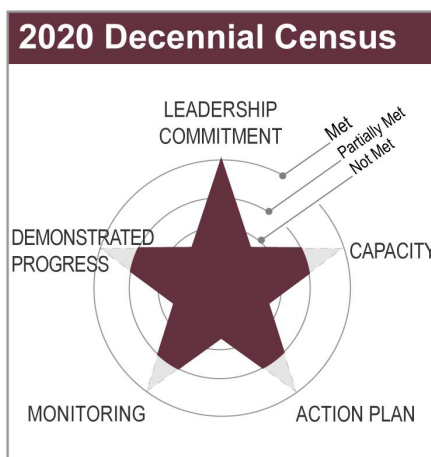 2020 Decennial Census
LEADERSHIP
COMMITMENT
Met
Partially Met
Not Met
DEMONSTRATED
PROGRESS
CAPACITY
MONITORING
ACTION PLAN